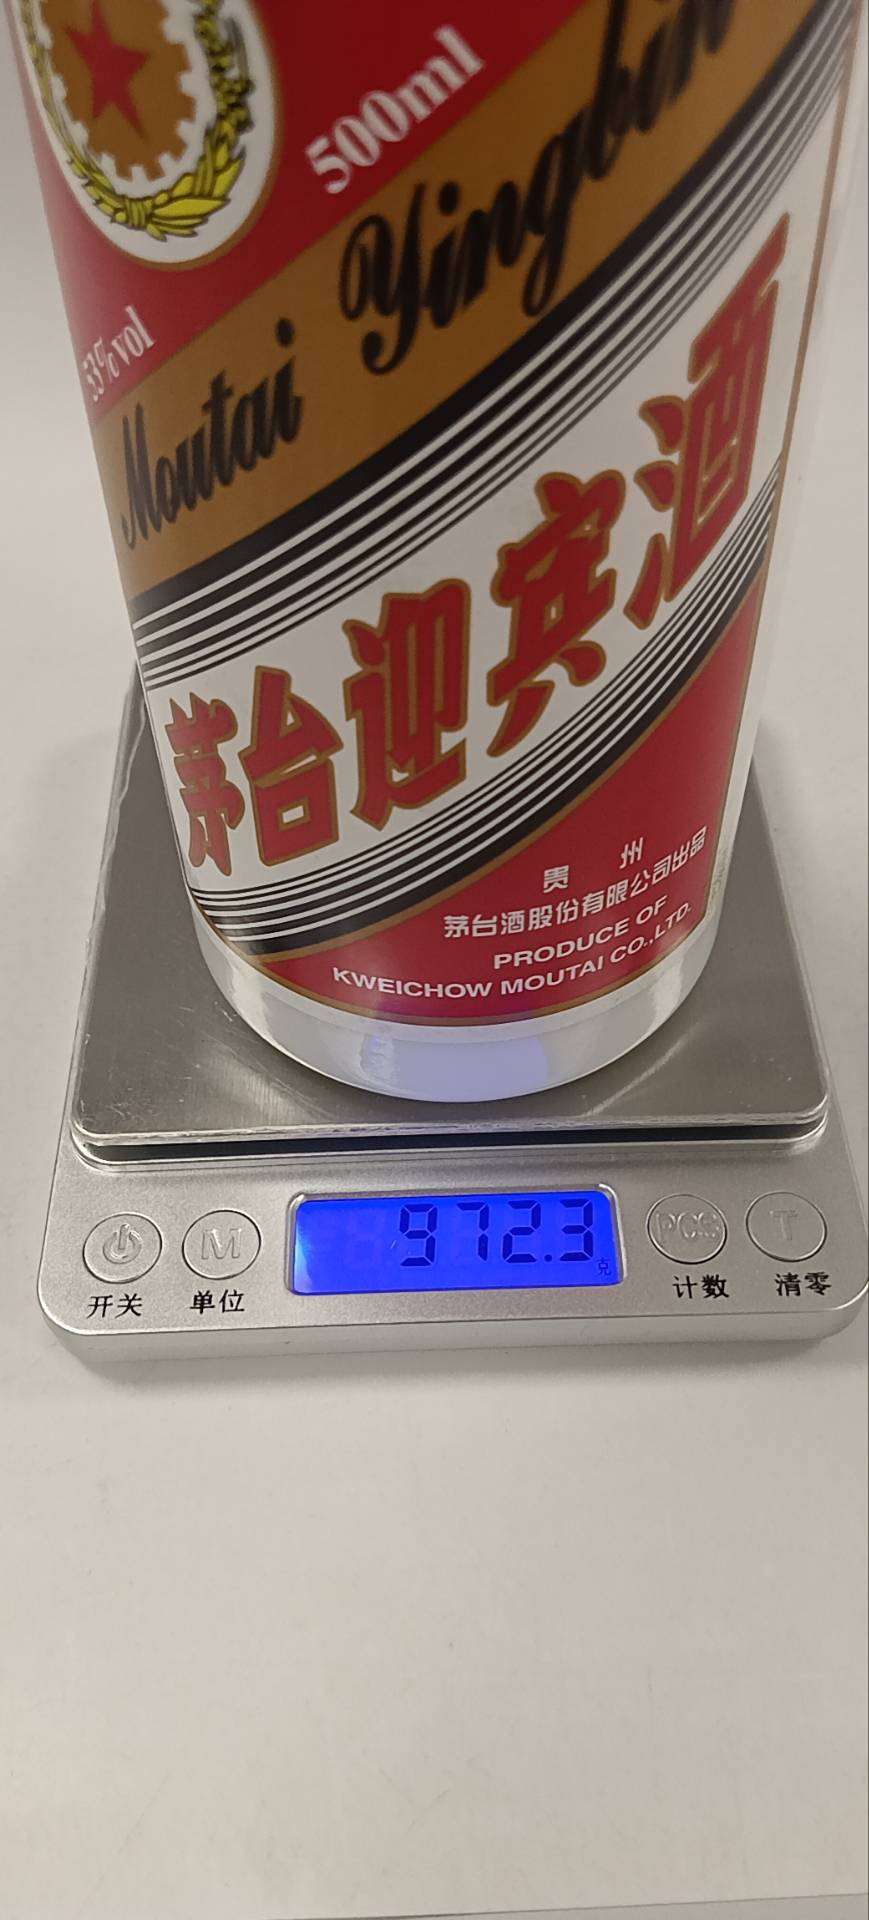 500ml
53%vol
Moutai Yingbin
茅台迎宾酒
贵 州
茅台酒股份有限公司出品
PRODUCE OF
KWEICHOW MOUTAI CO.,LTD.
972.3
克
M
PCS
T
开关
单位
计数
清零